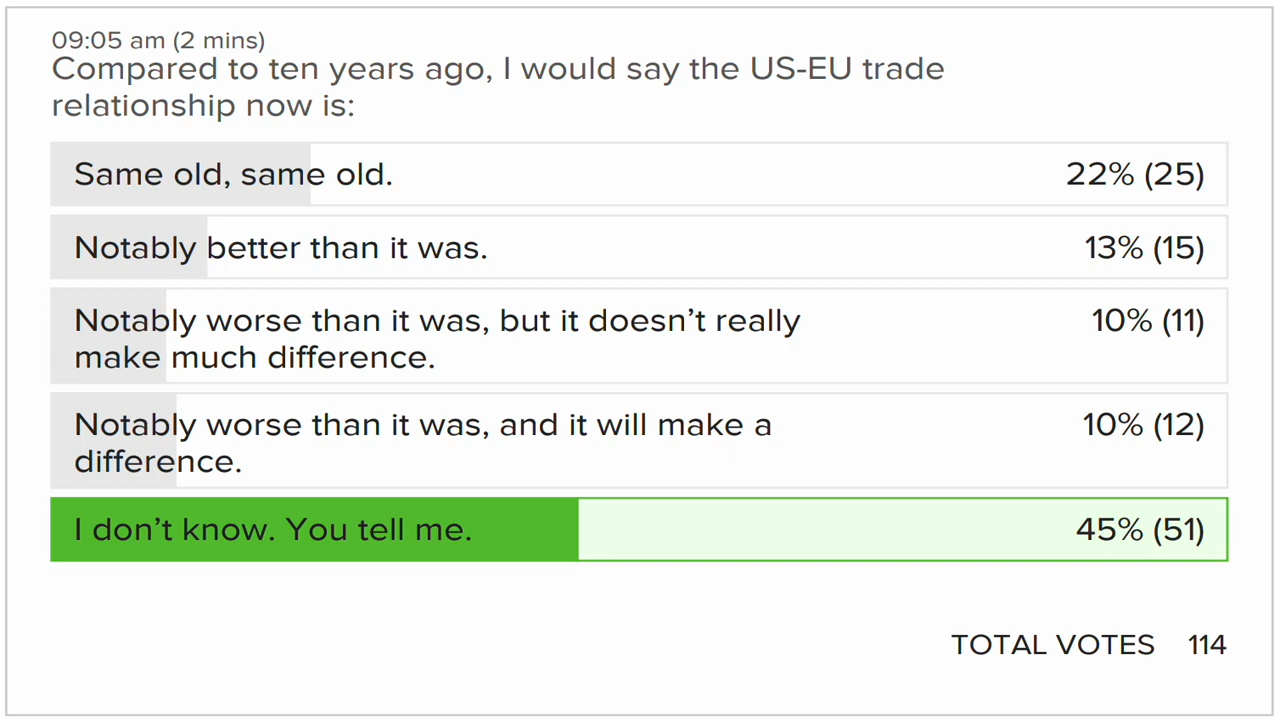 09:05 am (2 mins)
Compared to ten years ago, I would say the US-EU trade
relationship now is:
Same old, same old. 22% (25)
Notably better than it was. 13% (15)
Notably worse than it was, but it doesn’t really 10% (11)
make much difference.
Notably worse than it was, and it will make a 10% (12)
difference.
I don’t know. You tell me. 45% (51)
TOTAL VOTES 114